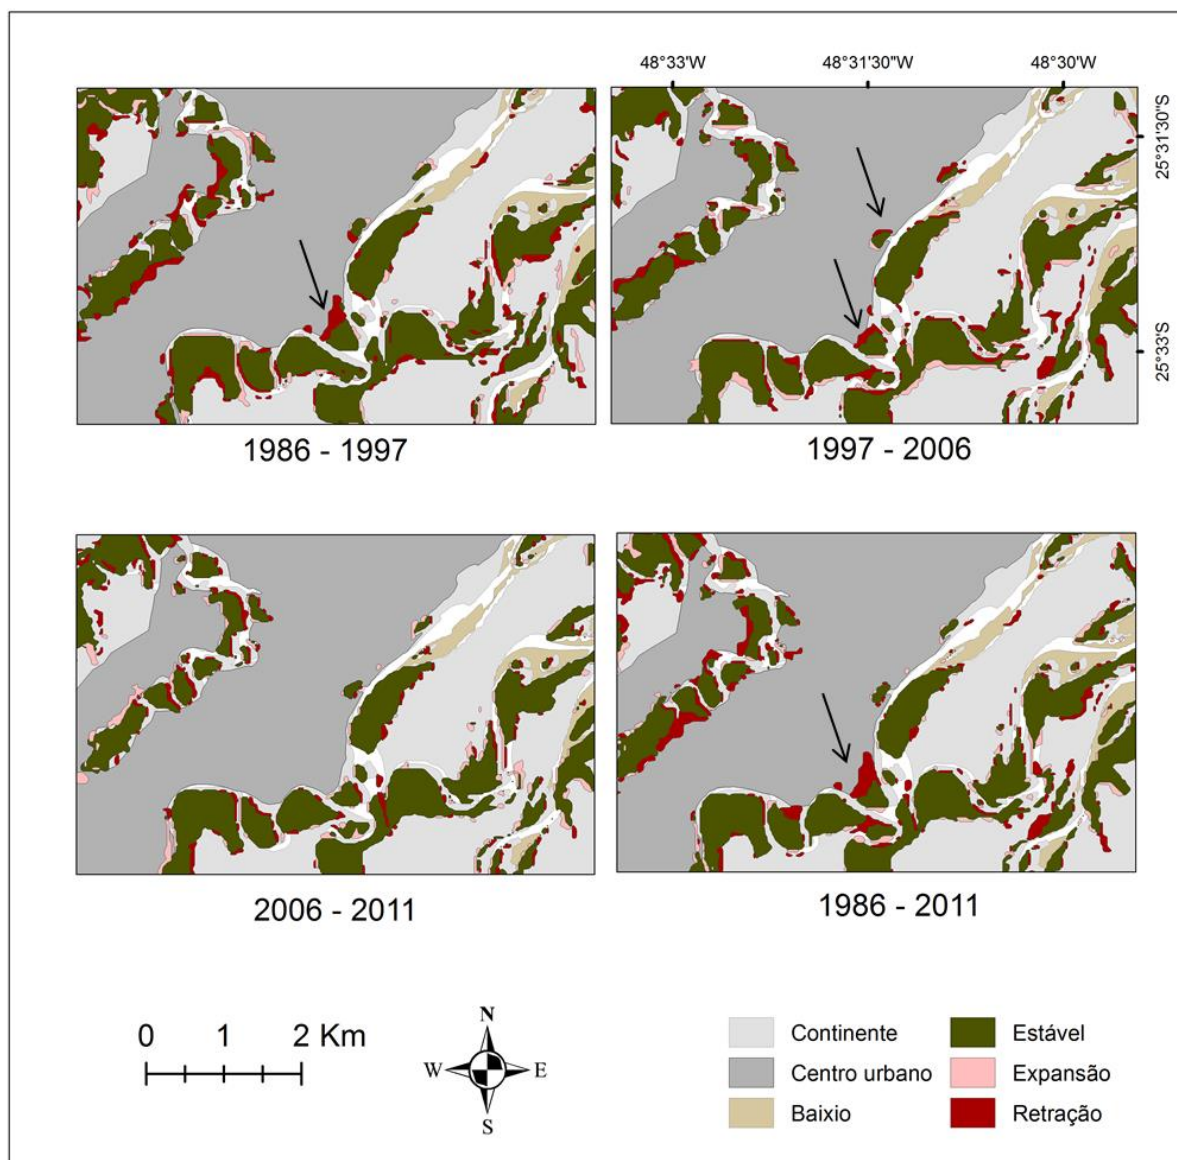 48°33'W
48°31'30"W
48°30'W
25°31'30"S
25°33'S
1986 - 1997
1997 - 2006
2006 - 2011
1986 - 2011
0 1 2 Km
N
W E
S
Continente
Centro urbano
Baixio
Estável
Expansão
Retração